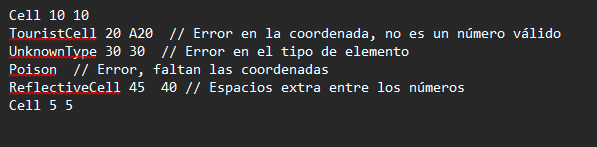 Cell 10 10
TouristCell 20 A20  // Error en la coordenada, no es un número válido
UnknownType 30 30  // Error en el tipo de elemento
Poison  // Error, faltan las coordenadas
ReflectiveCell 45  40 // Espacios extra entre los números
Cell 5 5